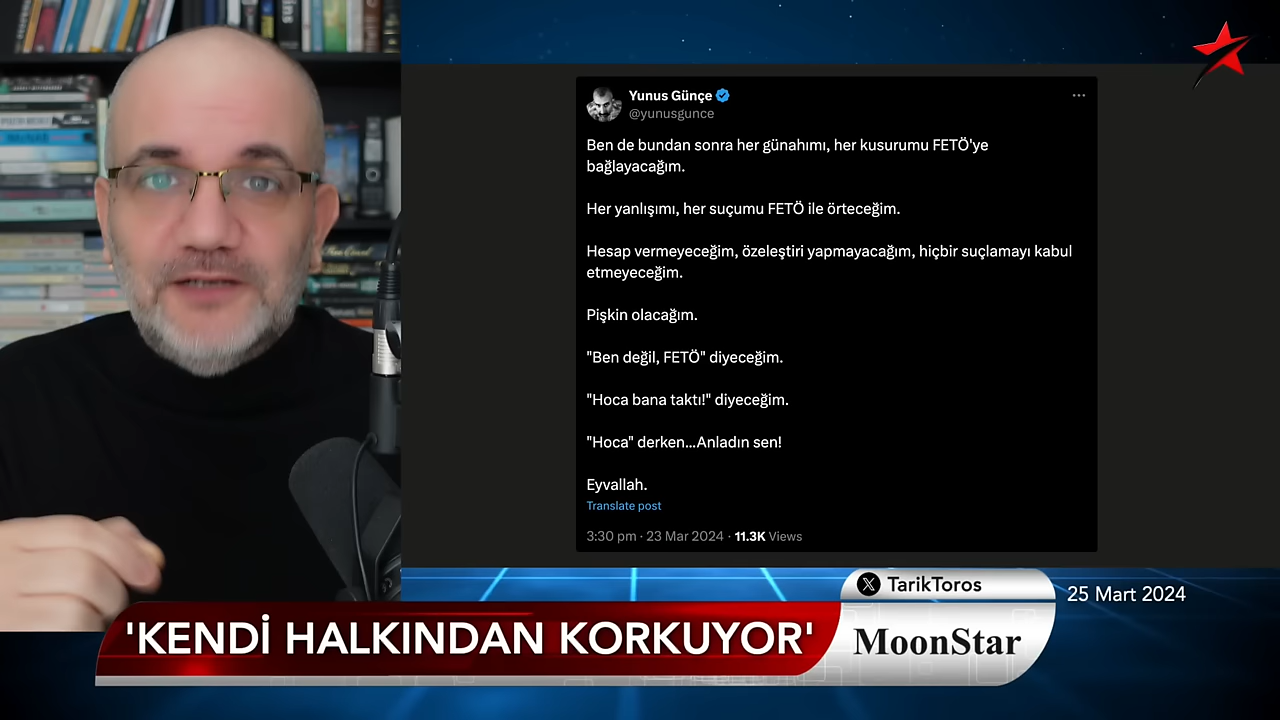 Yunus Günçe
@yunusgunce
Ben de bundan sonra her günahımı, her kusurumu FETÖ'ye
bağlayacağım.
Her yanlışımı, her suçumu FETÖ ile örteceğim.
Hesap vermeyeceğim, özeleştiri yapmayacağım, hiçbir suçlamayı kabul
etmeyeceğim.
Pişkin olacağım.
"Ben değil, FETÖ" diyeceğim.
"Hoca bana taktı!" diyeceğim.
"Hoca" derken...Anladın sen!
Eyvallah.
Translate post
3:30 pm · 23 Mar 2024 · 11.3K Views
TarikToros
25 Mart 2024
'KENDİ HALKINDAN KORKUYOR'
MoonStar